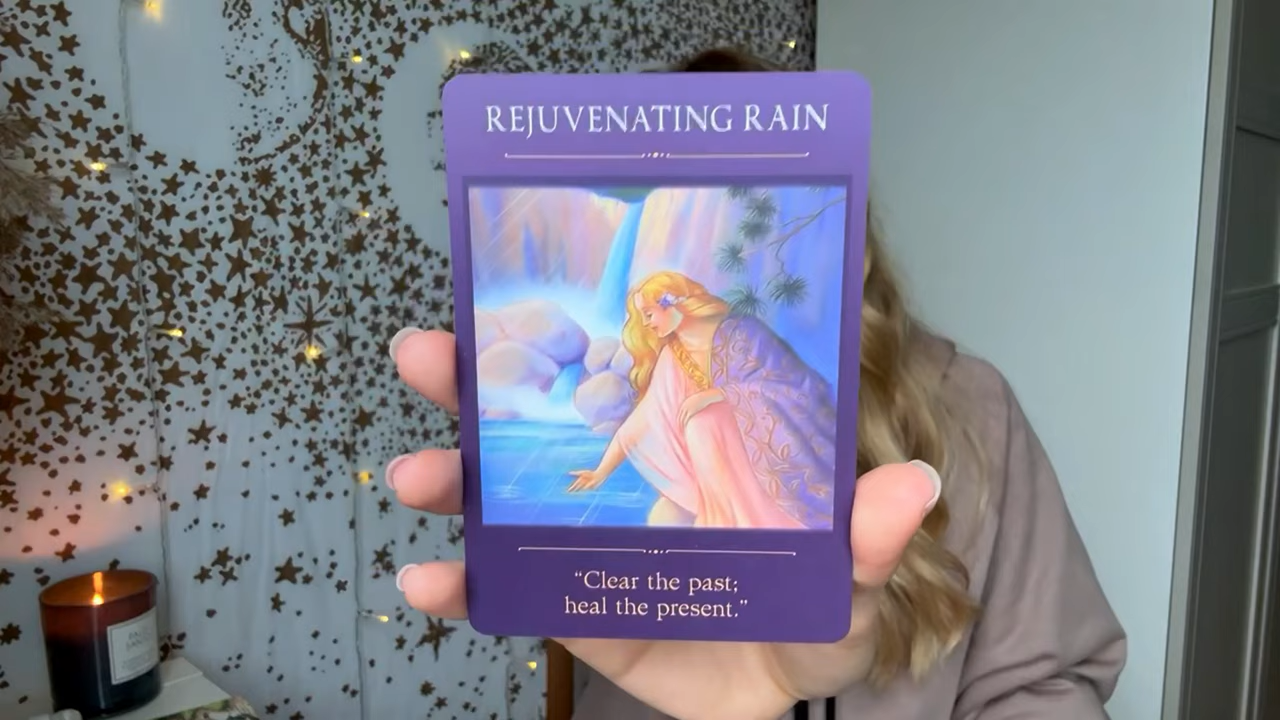 REJUVENATING RAIN
“Clear the past;
heal the present.”